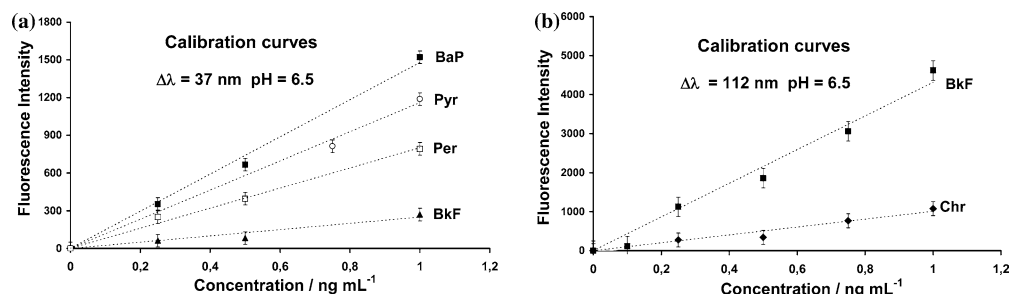 (a)
Calibration curves
Δλ = 37 nm pH = 6.5
Fluorescence Intensity
1800
1500
1200
900
600
300
0
BaP
Pyr
Per
BkF
0 0,2 0,4 0,6 0,8 1 1,2
Concentration / ng mL⁻¹
(b)
Calibration curves
Δλ = 112 nm pH = 6.5
Fluorescence Intensity
6000
5000
4000
3000
2000
1000
0
BkF
Chr
0 0,2 0,4 0,6 0,8 1 1,2
Concentration / ng mL⁻¹